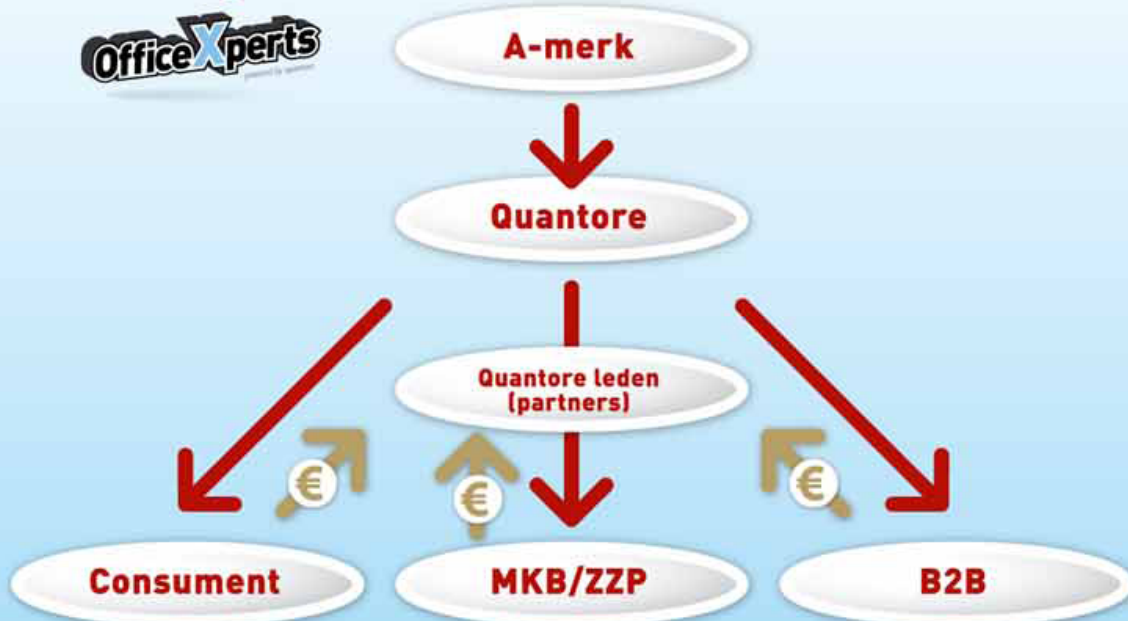 OfficeXperts
A-merk
Quantore
Quantore leden
(partners)
€
€
€
Consument
MKB/ZZP
B2B